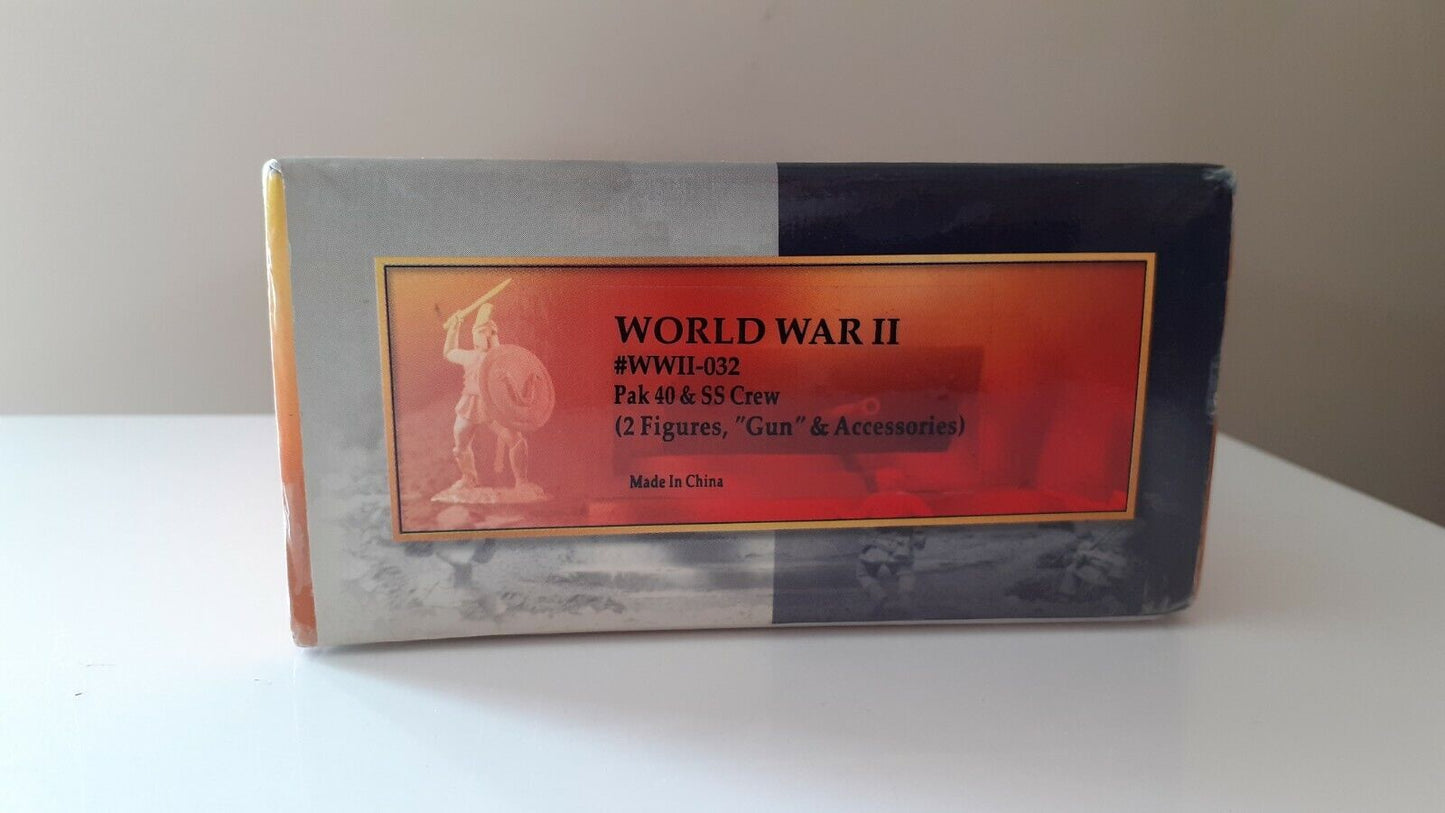 WORLD WAR II
#WWII-032
Pak 40 & SS Crew
(2 Figures, "Gun" & Accessories)
Made In China